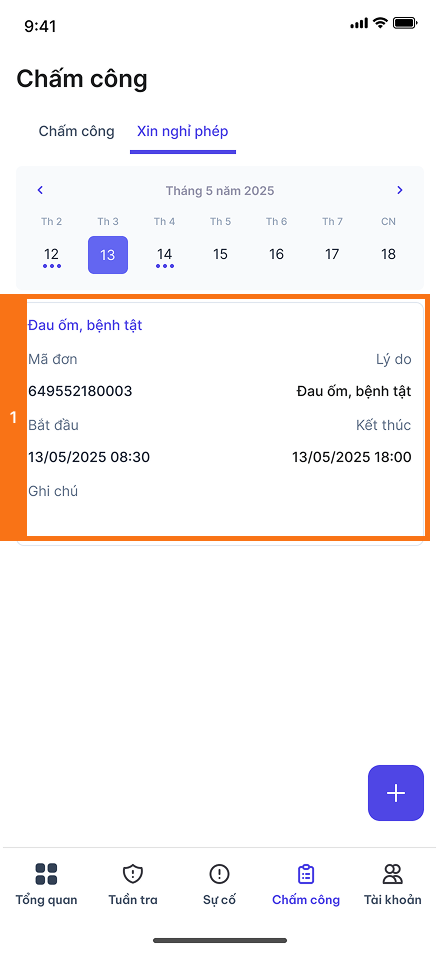 9:41
Chấm công
Chấm công Xin nghỉ phép
Tháng 5 năm 2025
Th 2 Th 3 Th 4 Th 5 Th 6 Th 7 CN
12 13 14 15 16 17 18
1
Đau ốm, bệnh tật
Mã đơn Lý do
649552180003 Đau ốm, bệnh tật
Bắt đầu Kết thúc
13/05/2025 08:30 13/05/2025 18:00
Ghi chú
Tổng quan Tuần tra Sự cố Chấm công Tài khoản